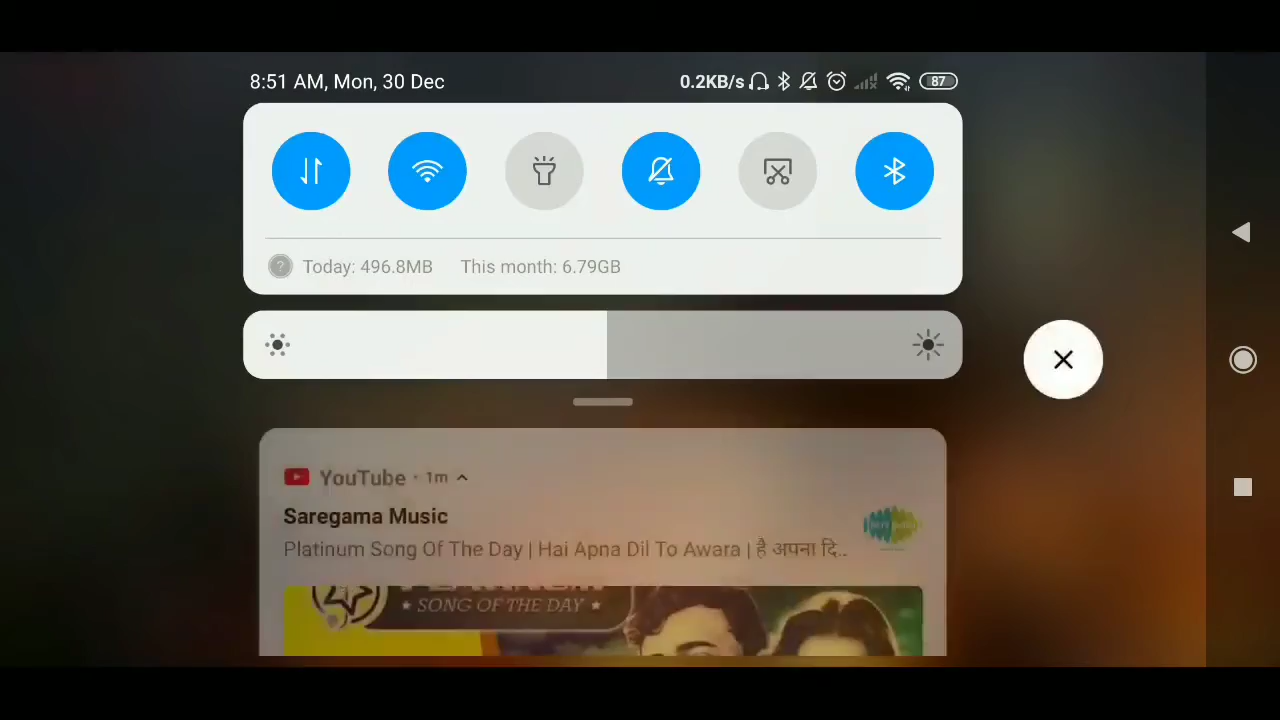 8:51 AM, Mon, 30 Dec
0.2KB/s
87
Today: 496.8MB This month: 6.79GB
YouTube · 1m
Saregama Music
Platinum Song Of The Day | Hai Apna Dil To Awara | है अपना दि..
★ SONG OF THE DAY ★